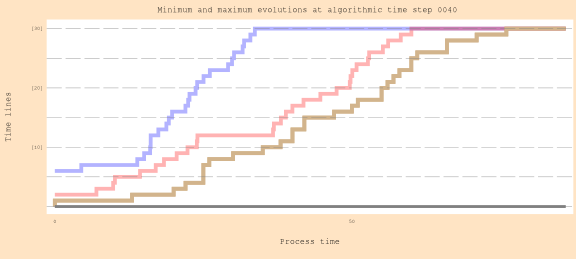 Minimum and maximum evolutions at algorithmic time step 0040
[30]
[20]
[10]
Time lines
0
50
Process time